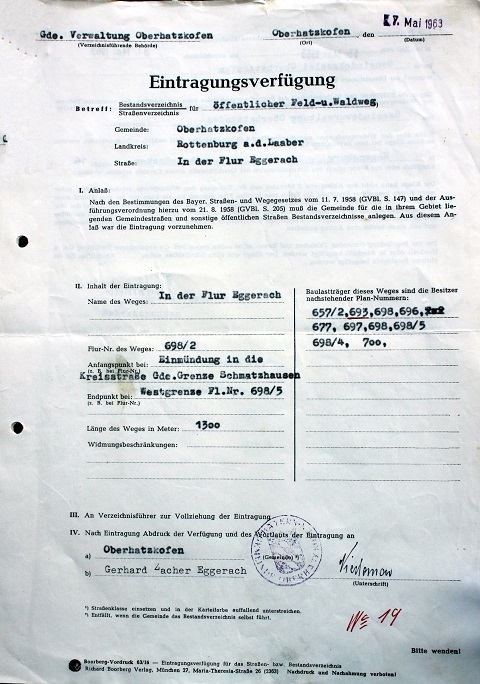 Gde. Verwaltung Oberhatzkofen
(Verzeichnisführende Behörde)
Oberhatzkofen, den 17. Mai 1963
(Ort) (Datum)
Eintragungsverfügung
Betreff: Bestandsverzeichnis für öffentlicher Feld-u.Waldweg,
Straßenverzeichnis
Gemeinde: Oberhatzkofen
Landkreis: Rottenburg a.d.Laaber
Straße: In der Flur Eggerach
I. Anlaß:
Nach den Bestimmungen des Bayer. Straßen- und Wegegesetzes vom 11. 7. 1958 (GVBl. S. 147) und der Aus-
führungsverordnung hierzu vom 21. 8. 1958 (GVBl. S. 205) muß die Gemeinde für die in ihrem Gebiet lie-
genden Gemeindestraßen und sonstige öffentlichen Straßen Bestandsverzeichnisse anlegen. Aus diesem An-
laß war die Eintragung vorzunehmen.
II. Inhalt der Eintragung:
Name des Weges: In der Flur Eggerach
Flur-Nr. des Weges: 698/2
Anfangspunkt bei: Einmündung in die
(z. B. bei Flur-Nr.)
Kreisstraße Gde.Grenze Schmatzhausen
Endpunkt bei: Westgrenze Fl.Nr. 698/5
(z. B. bei Flur-Nr.)
Länge des Weges in Meter: 1300
Widmungsbeschränkungen:
Baulastträger dieses Weges sind die Besitzer
nachstehender Plan-Nummern:
657/2,693,698,696,
677, 697,698,698/5
698/4, 700,
III. An Verzeichnisführer zur Vollziehung der Eintragung
IV. Nach Eintragung Abdruck der Verfügung und des Wortlauts der Eintragung an
a) Oberhatzkofen (Gemeinde) ²)
b) Gerhard Zacher Eggerach
(Unterschrift)
¹) Straßenklasse einsetzen und in der Karteikarte auffallend unterstreichen.
²) Entfällt, wenn die Gemeinde das Bestandsverzeichnis selbst führt.
19
Bitte wenden!
Boorberg-Vordruck 63/16 — Eintragungsverfügung für das Straßen- bzw. Bestandsverzeichnis
Richard Boorberg Verlag, München 27, Maria-Theresia-Straße 26 (2363) Nachdruck und Nachahmung verboten!